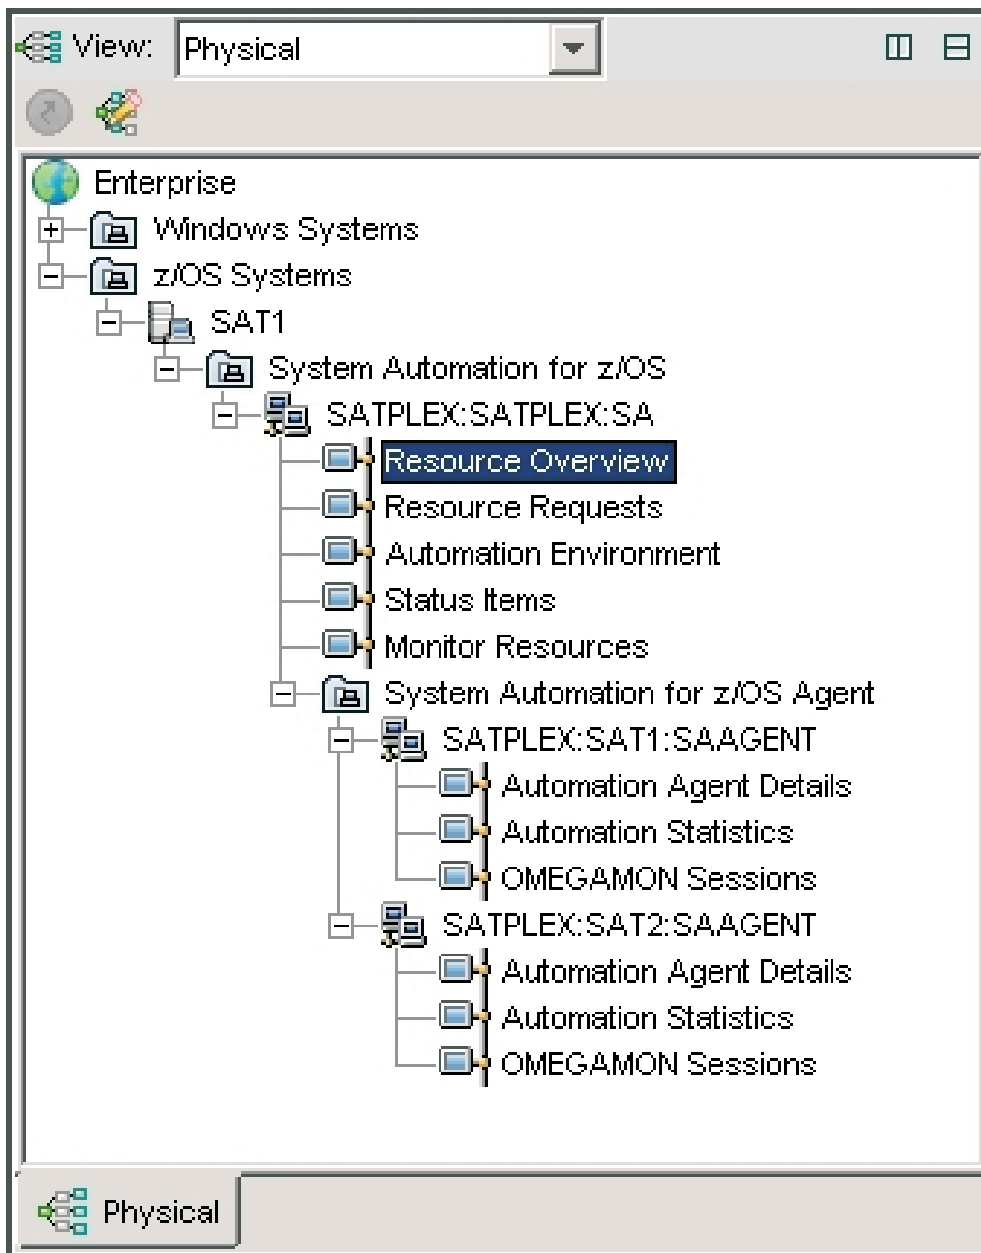 View: Physical
Enterprise
Windows Systems
z/OS Systems
SAT1
System Automation for z/OS
SATPLEX:SATPLEX:SA
Resource Overview
Resource Requests
Automation Environment
Status Items
Monitor Resources
System Automation for z/OS Agent
SATPLEX:SAT1:SAAGENT
Automation Agent Details
Automation Statistics
OMEGAMON Sessions
SATPLEX:SAT2:SAAGENT
Automation Agent Details
Automation Statistics
OMEGAMON Sessions
Physical